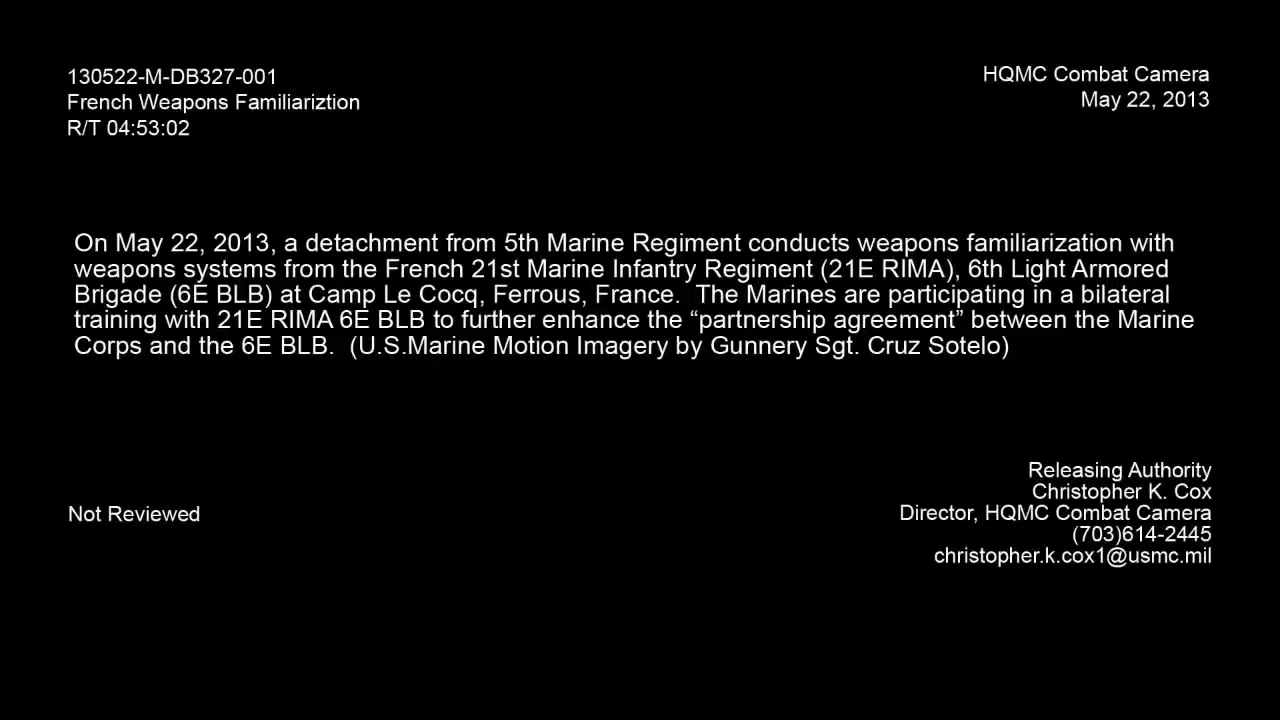 130522-M-DB327-001
French Weapons Familiariztion
R/T 04:53:02
HQMC Combat Camera
May 22, 2013
On May 22, 2013, a detachment from 5th Marine Regiment conducts weapons familiarization with
weapons systems from the French 21st Marine Infantry Regiment (21E RIMA), 6th Light Armored
Brigade (6E BLB) at Camp Le Cocq, Ferrous, France.  The Marines are participating in a bilateral
training with 21E RIMA 6E BLB to further enhance the “partnership agreement” between the Marine
Corps and the 6E BLB.  (U.S.Marine Motion Imagery by Gunnery Sgt. Cruz Sotelo)
Not Reviewed
Releasing Authority
Christopher K. Cox
Director, HQMC Combat Camera
(703)614-2445
christopher.k.cox1@usmc.mil